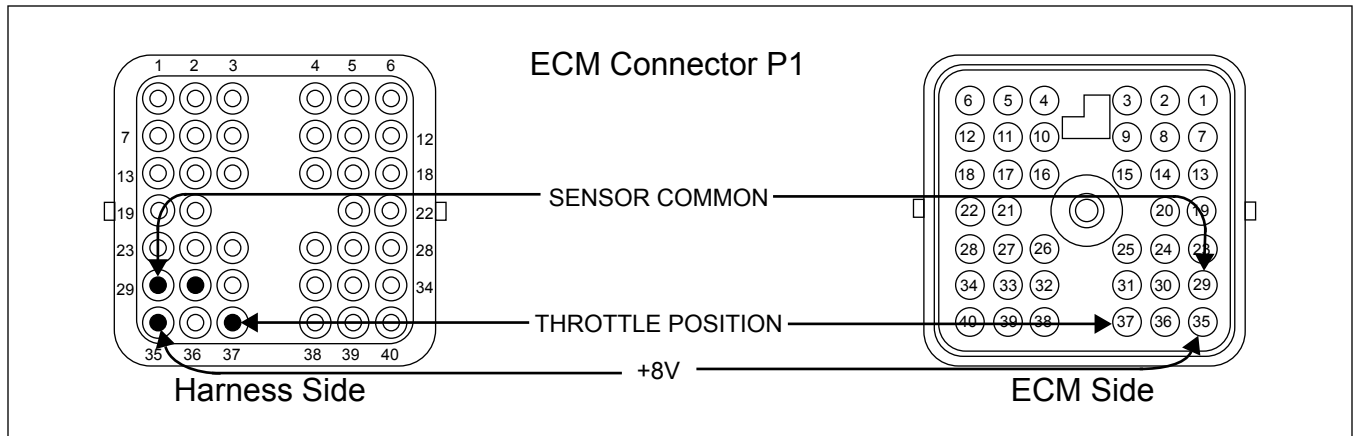 ECM Connector P1
1 2 3 4 5 6
7 12
13 18
19 22
23 28
29 34
35 36 37 38 39 40
Harness Side
SENSOR COMMON
THROTTLE POSITION
+8V
6 5 4 3 2 1
12 11 10 9 8 7
18 17 16 15 14 13
22 21 20 19
28 27 26 25 24 23
34 33 32 31 30 29
40 39 38 37 36 35
ECM Side